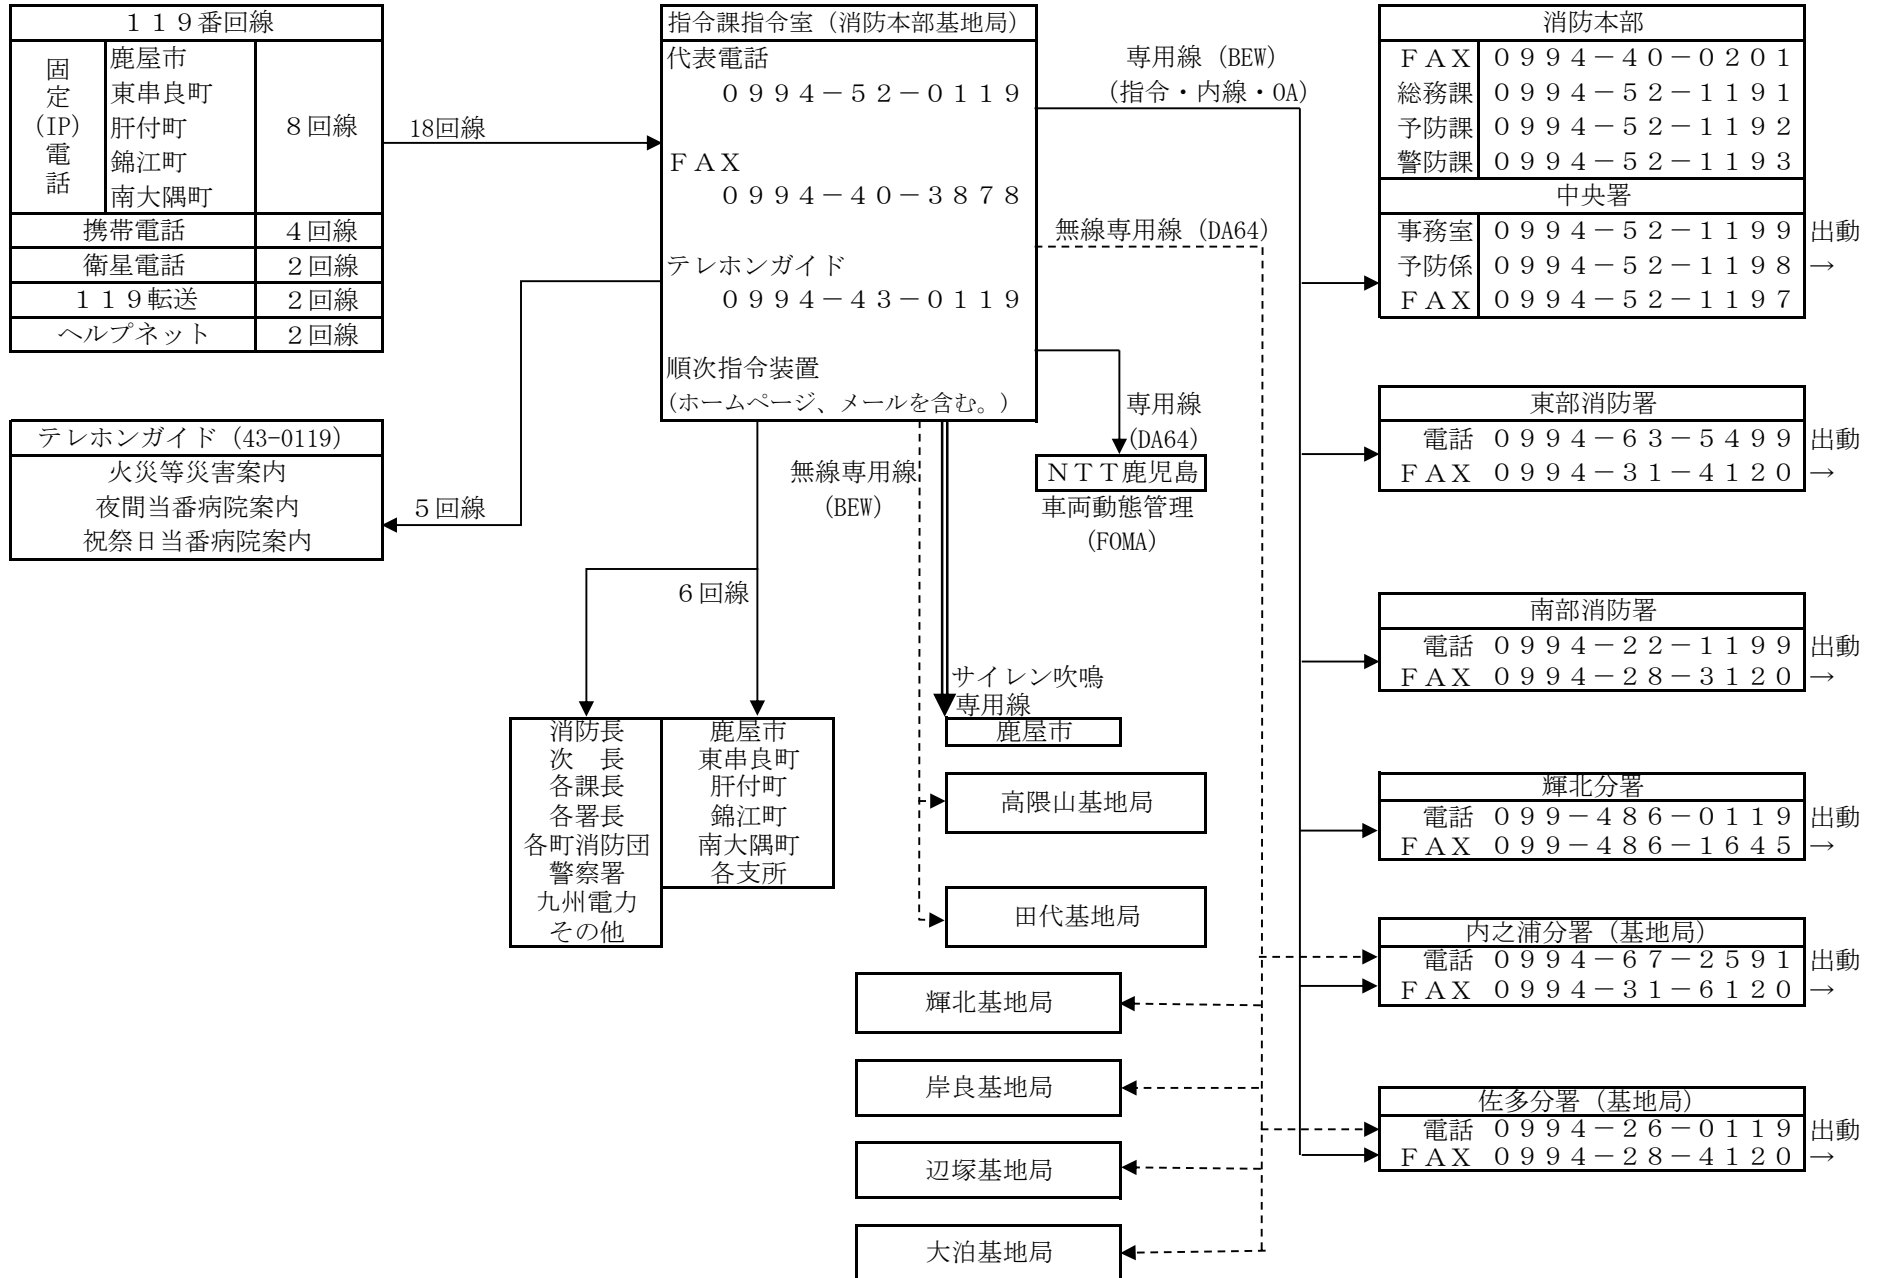 １１９番回線
固定(IP)電話
鹿屋市
東串良町
肝付町
錦江町
南大隅町
８回線
携帯電話 ４回線
衛星電話 ２回線
１１９転送 ２回線
ヘルプネット ２回線
18回線
テレホンガイド（43-0119）
火災等災害案内
夜間当番病院案内
祝祭日当番病院案内
５回線
指令課指令室（消防本部基地局）
代表電話
０９９４－５２－０１１９
ＦＡＸ
０９９４－４０－３８７８
テレホンガイド
０９９４－４３－０１１９
順次指令装置
(ホームページ、メールを含む。)
専用線（BEW）
（指令・内線・OA）
無線専用線（DA64）
専用線
(DA64)
ＮＴＴ鹿児島
車両動態管理
(FOMA)
無線専用線
(BEW)
６回線
消防長
次　長
各課長
各署長
各町消防団
警察署
九州電力
その他
鹿屋市
東串良町
肝付町
錦江町
南大隅町
各支所
サイレン吹鳴
専用線
鹿屋市
高隈山基地局
田代基地局
輝北基地局
岸良基地局
辺塚基地局
大泊基地局
消防本部
ＦＡＸ ０９９４－４０－０２０１
総務課 ０９９４－５２－１１９１
予防課 ０９９４－５２－１１９２
警防課 ０９９４－５２－１１９３
中央署
事務室 ０９９４－５２－１１９９ 出動
予防係 ０９９４－５２－１１９８ →
ＦＡＸ ０９９４－５２－１１９７
東部消防署
電話 ０９９４－６３－５４９９ 出動
ＦＡＸ ０９９４－３１－４１２０ →
南部消防署
電話 ０９９４－２２－１１９９ 出動
ＦＡＸ ０９９４－２８－３１２０ →
輝北分署
電話 ０９９－４８６－０１１９ 出動
ＦＡＸ ０９９－４８６－１６４５ →
内之浦分署（基地局）
電話 ０９９４－６７－２５９１ 出動
ＦＡＸ ０９９４－３１－６１２０ →
佐多分署（基地局）
電話 ０９９４－２６－０１１９ 出動
ＦＡＸ ０９９４－２８－４１２０ →